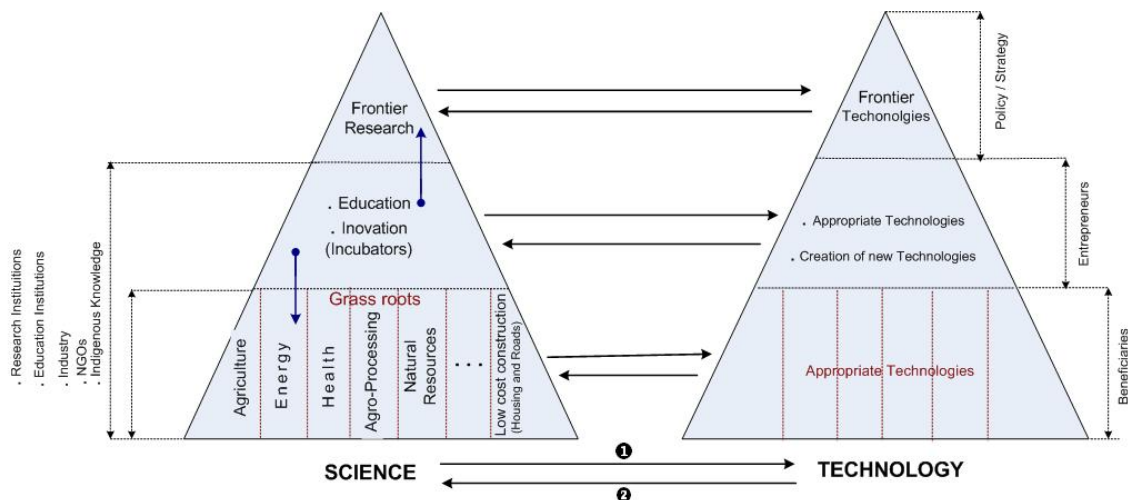 Frontier
Research
. Education
. Inovation
(Incubators)
Grass roots
Agriculture
Energy
Health
Agro-Processing
Natural
Resources
. . .
Low cost construction
(Housing and Roads)
. Research Instituitions
. Education Institutions
. Industry
. NGOs
. Indigenous Knowledge
SCIENCE
❶
❷
Frontier
Techonolgies
. Appropriate Technologies
. Creation of new Technologies
Appropriate Technologies
TECHNOLOGY
Policy / Strategy
Entrepreneurs
Beneficiaries